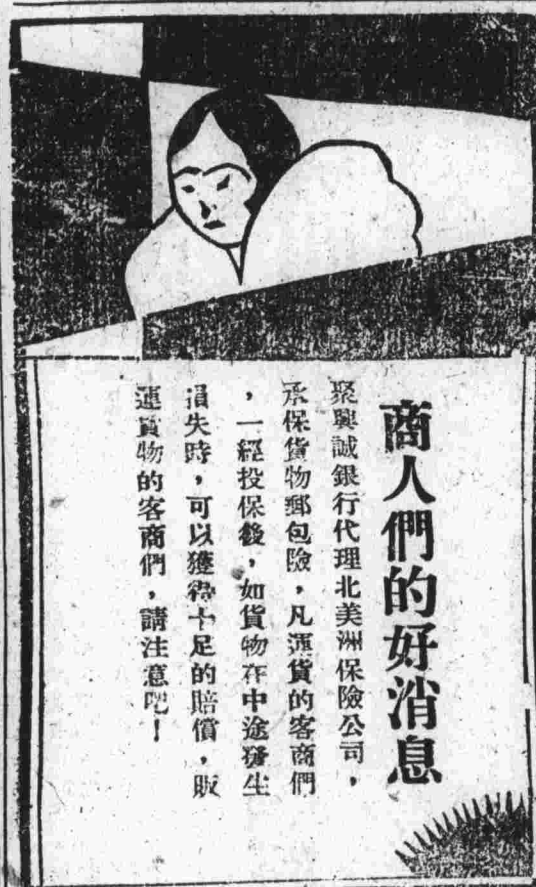 商人們的好消息
聚興誠銀行代理北美洲保險公司，
承保貨物郵包險，凡運貨的客商們
，一經投保後，如貨物在中途發生
損失時，可以獲得十足的賠償，販
運貨物的客商們，請注意吧！